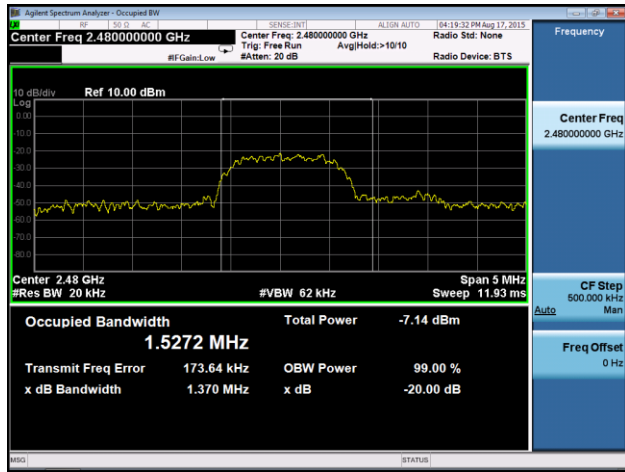 Agilent Spectrum Analyzer - Occupied BW
LXI RF 50 Ω AC SENSE:INT ALIGN AUTO 04:19:32 PM Aug 17, 2015
Center Freq 2.480000000 GHz Center Freq: 2.480000000 GHz Radio Std: None
Trig: Free Run Avg|Hold:>10/10
#IFGain:Low #Atten: 20 dB Radio Device: BTS
Frequency
10 dB/div Ref 10.00 dBm
Log
0.00
-10.0
-20.0
-30.0
-40.0
-50.0
-60.0
-70.0
-80.0
Center 2.48 GHz Span 5 MHz
#Res BW 20 kHz #VBW 62 kHz Sweep 11.93 ms
Occupied Bandwidth Total Power -7.14 dBm
1.5272 MHz
Transmit Freq Error 173.64 kHz OBW Power 99.00 %
x dB Bandwidth 1.370 MHz x dB -20.00 dB
Center Freq
2.480000000 GHz
CF Step
500.000 kHz
Auto Man
Freq Offset
0 Hz
MSG STATUS